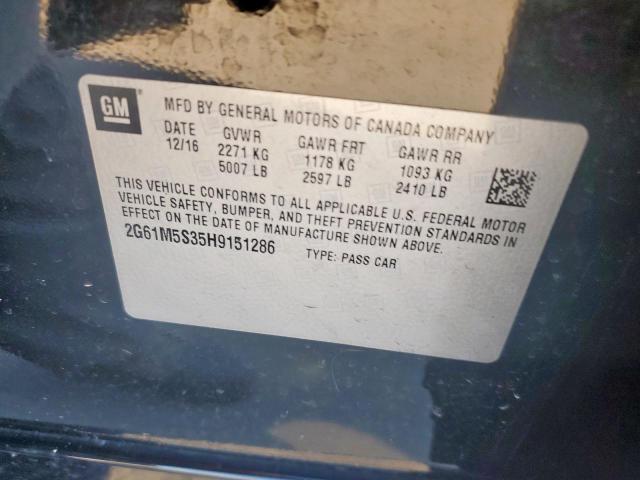 GM ®
MFD BY GENERAL MOTORS OF CANADA COMPANY
DATE GVWR GAWR FRT GAWR RR
12/16 2271 KG 1178 KG 1093 KG
5007 LB 2597 LB 2410 LB
THIS VEHICLE CONFORMS TO ALL APPLICABLE U.S. FEDERAL MOTOR
VEHICLE SAFETY, BUMPER, AND THEFT PREVENTION STANDARDS IN
EFFECT ON THE DATE OF MANUFACTURE SHOWN ABOVE.
2G61M5S35H9151286 TYPE: PASS CAR